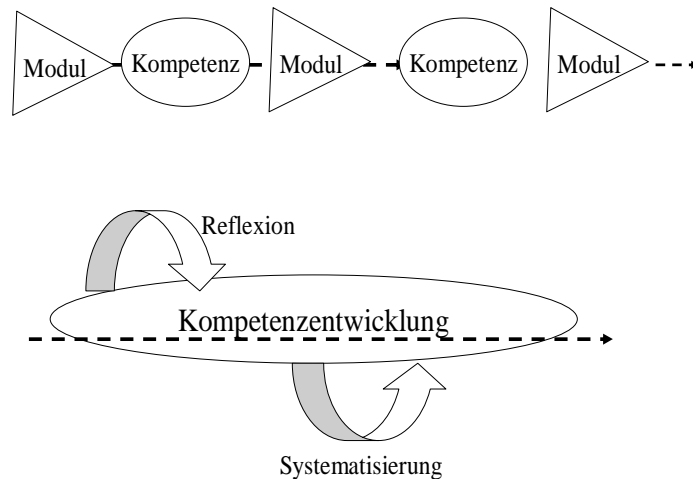 Modul Kompetenz Modul Kompetenz Modul
Reflexion
Kompetenzentwicklung
Systematisierung